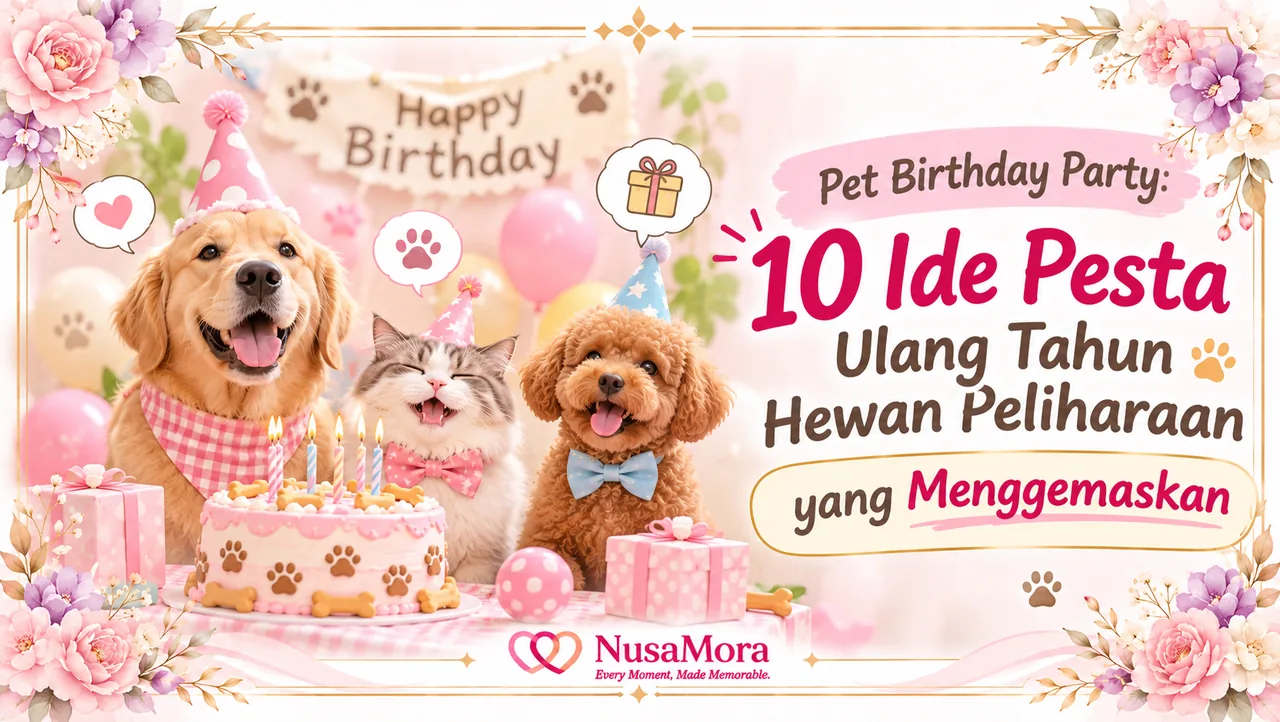 Happy
Birthday
Pet Birthday Party:
10 Ide Pesta
Ulang Tahun
Hewan Peliharaan
yang Menggemaskan
NusaMora
Every Moment, Made Memorable.